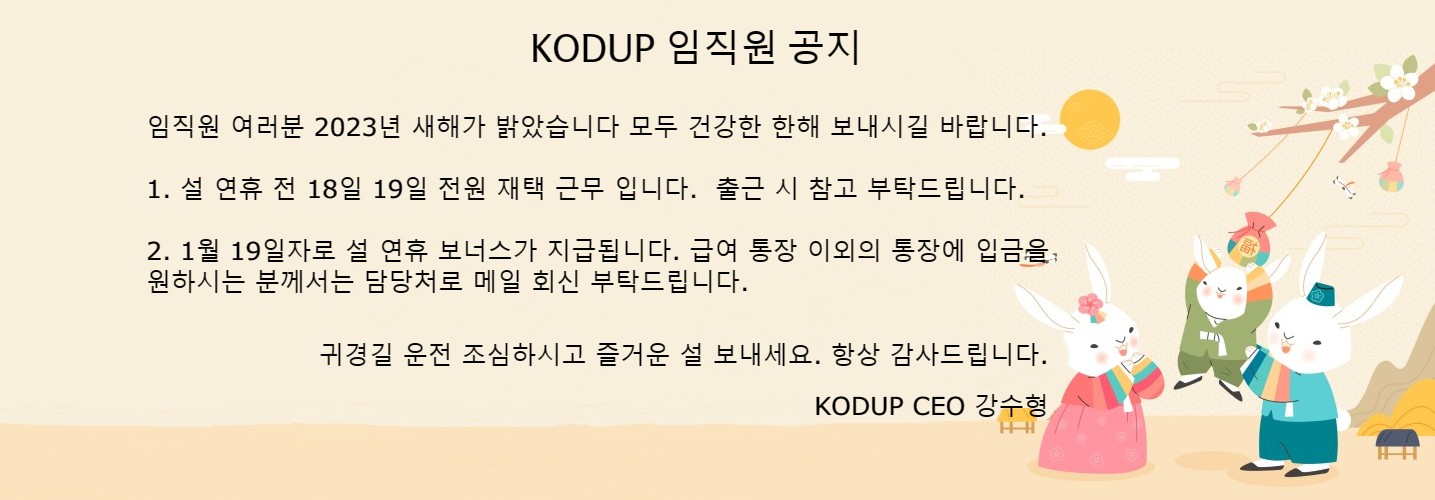 KODUP 임직원 공지
임직원 여러분 2023년 새해가 밝았습니다 모두 건강한 한해 보내시길 바랍니다.
1. 설 연휴 전 18일 19일 전원 재택 근무 입니다. 출근 시 참고 부탁드립니다.
2. 1월 19일자로 설 연휴 보너스가 지급됩니다. 급여 통장 이외의 통장에 입금을
원하시는 분께서는 담당처로 메일 회신 부탁드립니다.
귀경길 운전 조심하시고 즐거운 설 보내세요. 항상 감사드립니다.
KODUP CEO 강수형
福